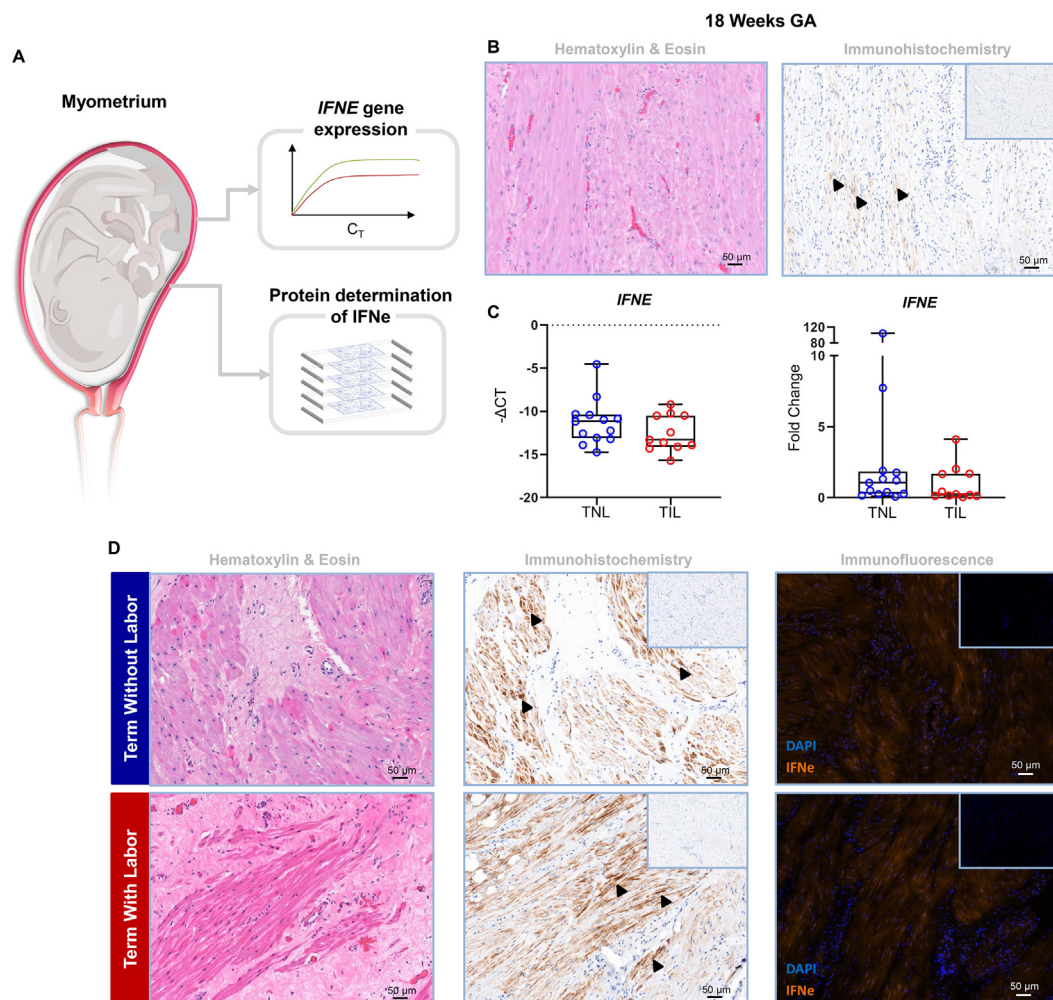 18 Weeks GA
A
Myometrium
IFNE gene
expression
C_T
Protein determination
of IFNe
B
Hematoxylin & Eosin
Immunohistochemistry
50 µm
50 µm
50 µm
C
IFNE
0
-5
-10
-15
-20
-ΔCT
TNL
TIL
IFNE
120
80
10
5
0
Fold Change
TNL
TIL
D
Hematoxylin & Eosin
Immunohistochemistry
Immunofluorescence
Term Without Labor
50 µm
50 µm
DAPI
IFNe
50 µm
Term With Labor
50 µm
50 µm
DAPI
IFNe
50 µm